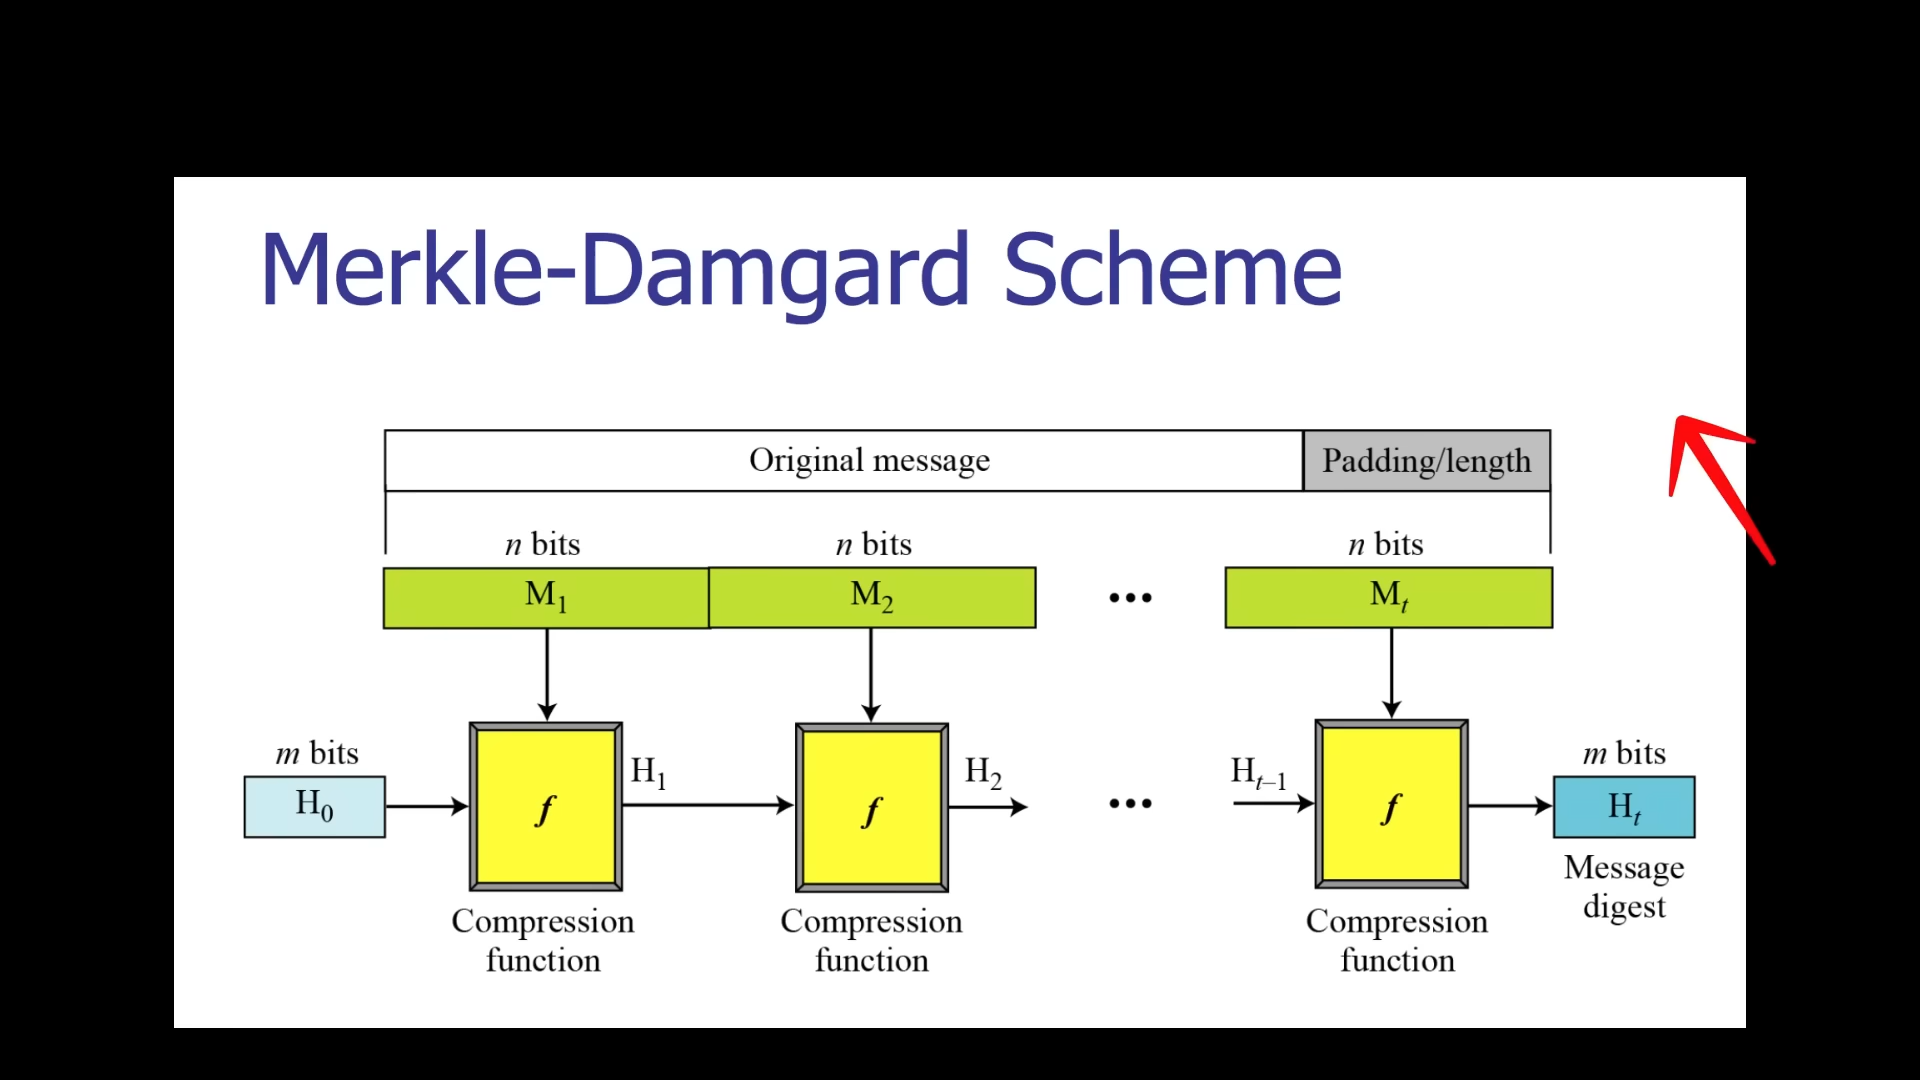 Merkle-Damgard Scheme
Original message
Padding/length
n bits
n bits
n bits
M1
M2
•••
Mt
m bits
H0
f
H1
f
H2
•••
Ht–1
f
m bits
Ht
Message
digest
Compression
function
Compression
function
Compression
function